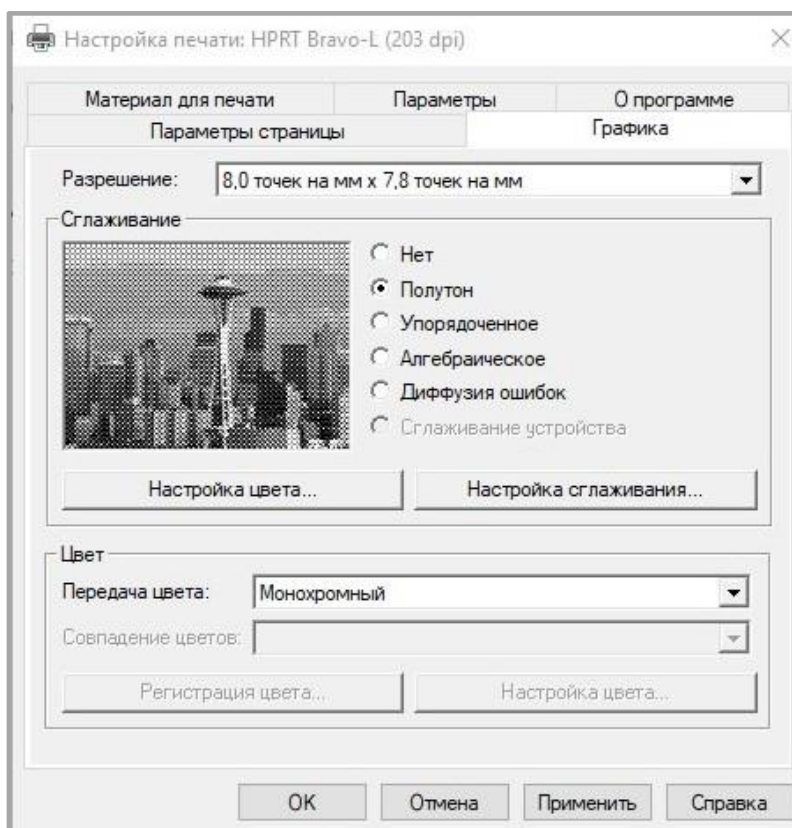 Настройка печати: HPRT Bravo-L (203 dpi)
Материал для печати
Параметры
О программе
Параметры страницы
Графика
Разрешение:
8,0 точек на мм x 7,8 точек на мм
Сглаживание
Нет
Полутон
Упорядоченное
Алгебраическое
Диффузия ошибок
Сглаживание устройства
Настройка цвета...
Настройка сглаживания...
Цвет
Передача цвета:
Монохромный
Совпадение цветов:
Регистрация цвета...
Настройка цвета...
OK
Отмена
Применить
Справка